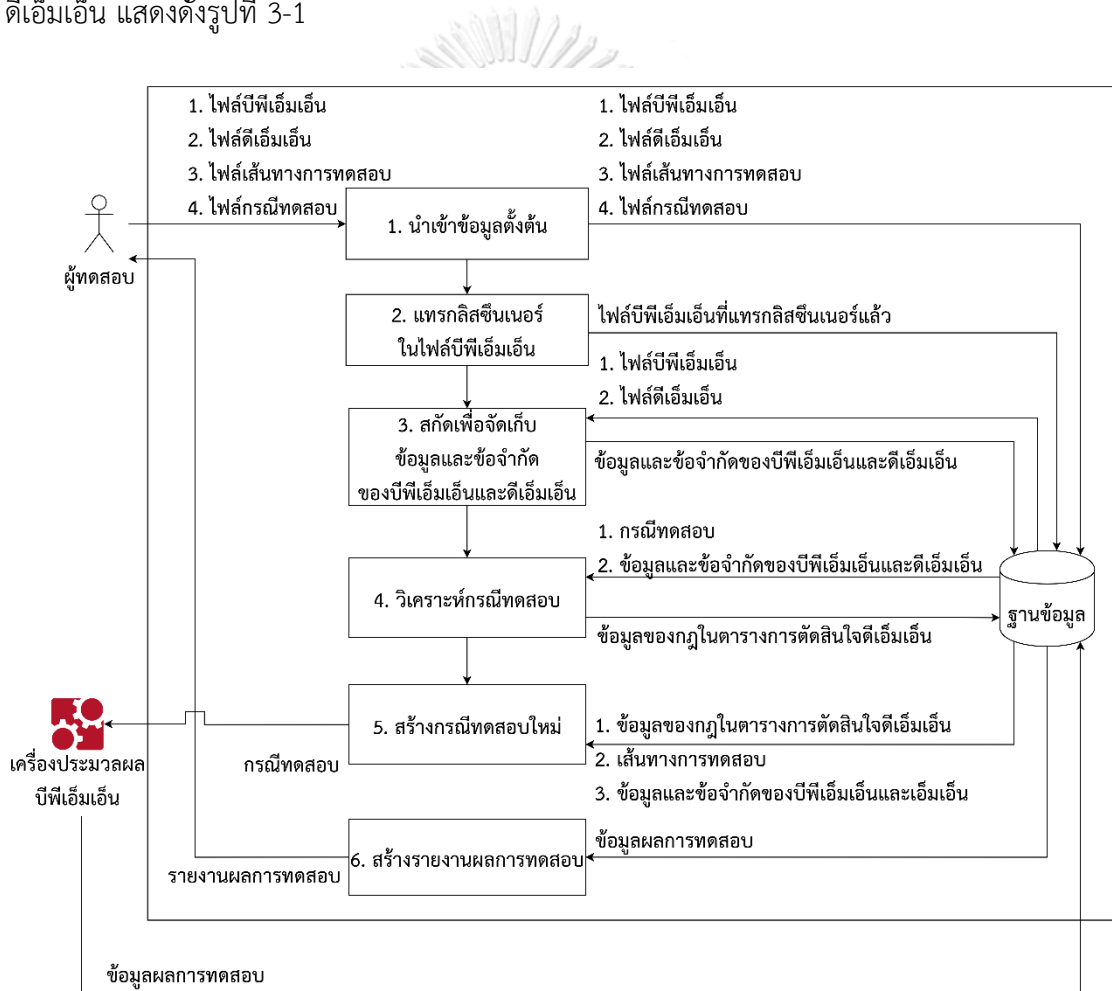 ดีเอ็มเอ็น แสดงดังรูปที่ 3-1
1. ไฟล์บีพีเอ็มเอ็น
2. ไฟล์ดีเอ็มเอ็น
3. ไฟล์เส้นทางการทดสอบ
4. ไฟล์กรณีทดสอบ
1. ไฟล์บีพีเอ็มเอ็น
2. ไฟล์ดีเอ็มเอ็น
3. ไฟล์เส้นทางการทดสอบ
4. ไฟล์กรณีทดสอบ
ผู้ทดสอบ
1. นำเข้าข้อมูลตั้งต้น
2. แทรกลิสซึนเนอร์
ในไฟล์บีพีเอ็มเอ็น
ไฟล์บีพีเอ็มเอ็นที่แทรกลิสซึนเนอร์แล้ว
1. ไฟล์บีพีเอ็มเอ็น
2. ไฟล์ดีเอ็มเอ็น
3. สกัดเพื่อจัดเก็บ
ข้อมูลและข้อจำกัด
ของบีพีเอ็มเอ็นและดีเอ็มเอ็น
ข้อมูลและข้อจำกัดของบีพีเอ็มเอ็นและดีเอ็มเอ็น
1. กรณีทดสอบ
2. ข้อมูลและข้อจำกัดของบีพีเอ็มเอ็นและดีเอ็มเอ็น
4. วิเคราะห์กรณีทดสอบ
ข้อมูลของกฎในตารางการตัดสินใจดีเอ็มเอ็น
ฐานข้อมูล
5. สร้างกรณีทดสอบใหม่
1. ข้อมูลของกฎในตารางการตัดสินใจดีเอ็มเอ็น
2. เส้นทางการทดสอบ
3. ข้อมูลและข้อจำกัดของบีพีเอ็มเอ็นและเอ็มเอ็น
กรณีทดสอบ
เครื่องประมวลผล
บีพีเอ็มเอ็น
6. สร้างรายงานผลการทดสอบ
ข้อมูลผลการทดสอบ
รายงานผลการทดสอบ
ข้อมูลผลการทดสอบ